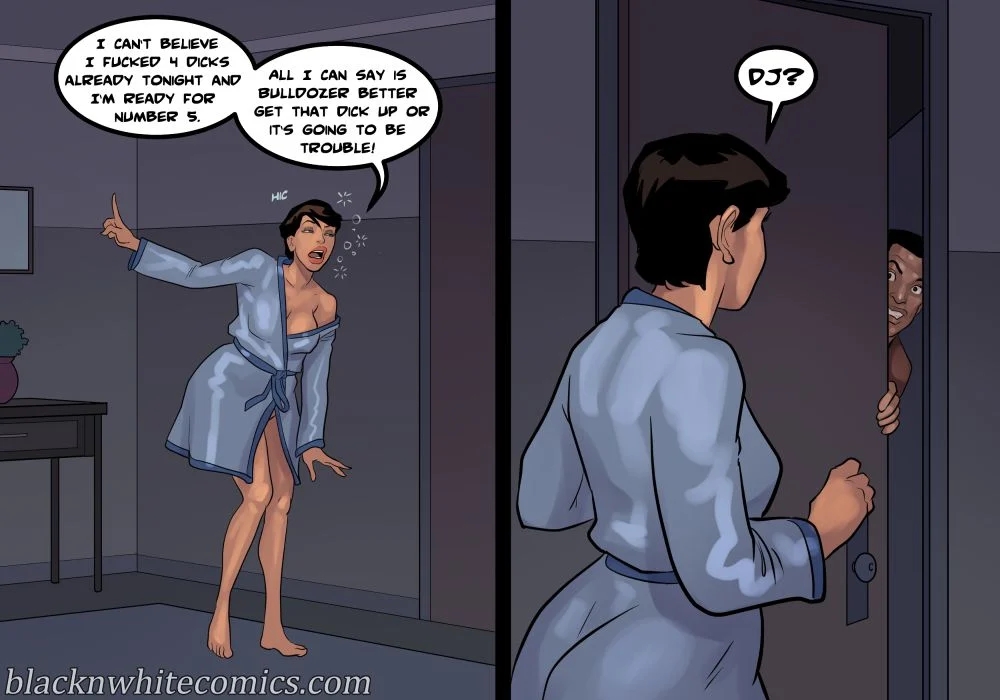 I CAN'T BELIEVE
I FUCKED 4 DICKS
ALREADY TONIGHT AND
I'M READY FOR
NUMBER 5.
ALL I CAN SAY IS
BULLDOZER BETTER
GET THAT DICK UP OR
IT'S GOING TO BE
TROUBLE!
HIC
DJ?
blacknwhitecomics.com